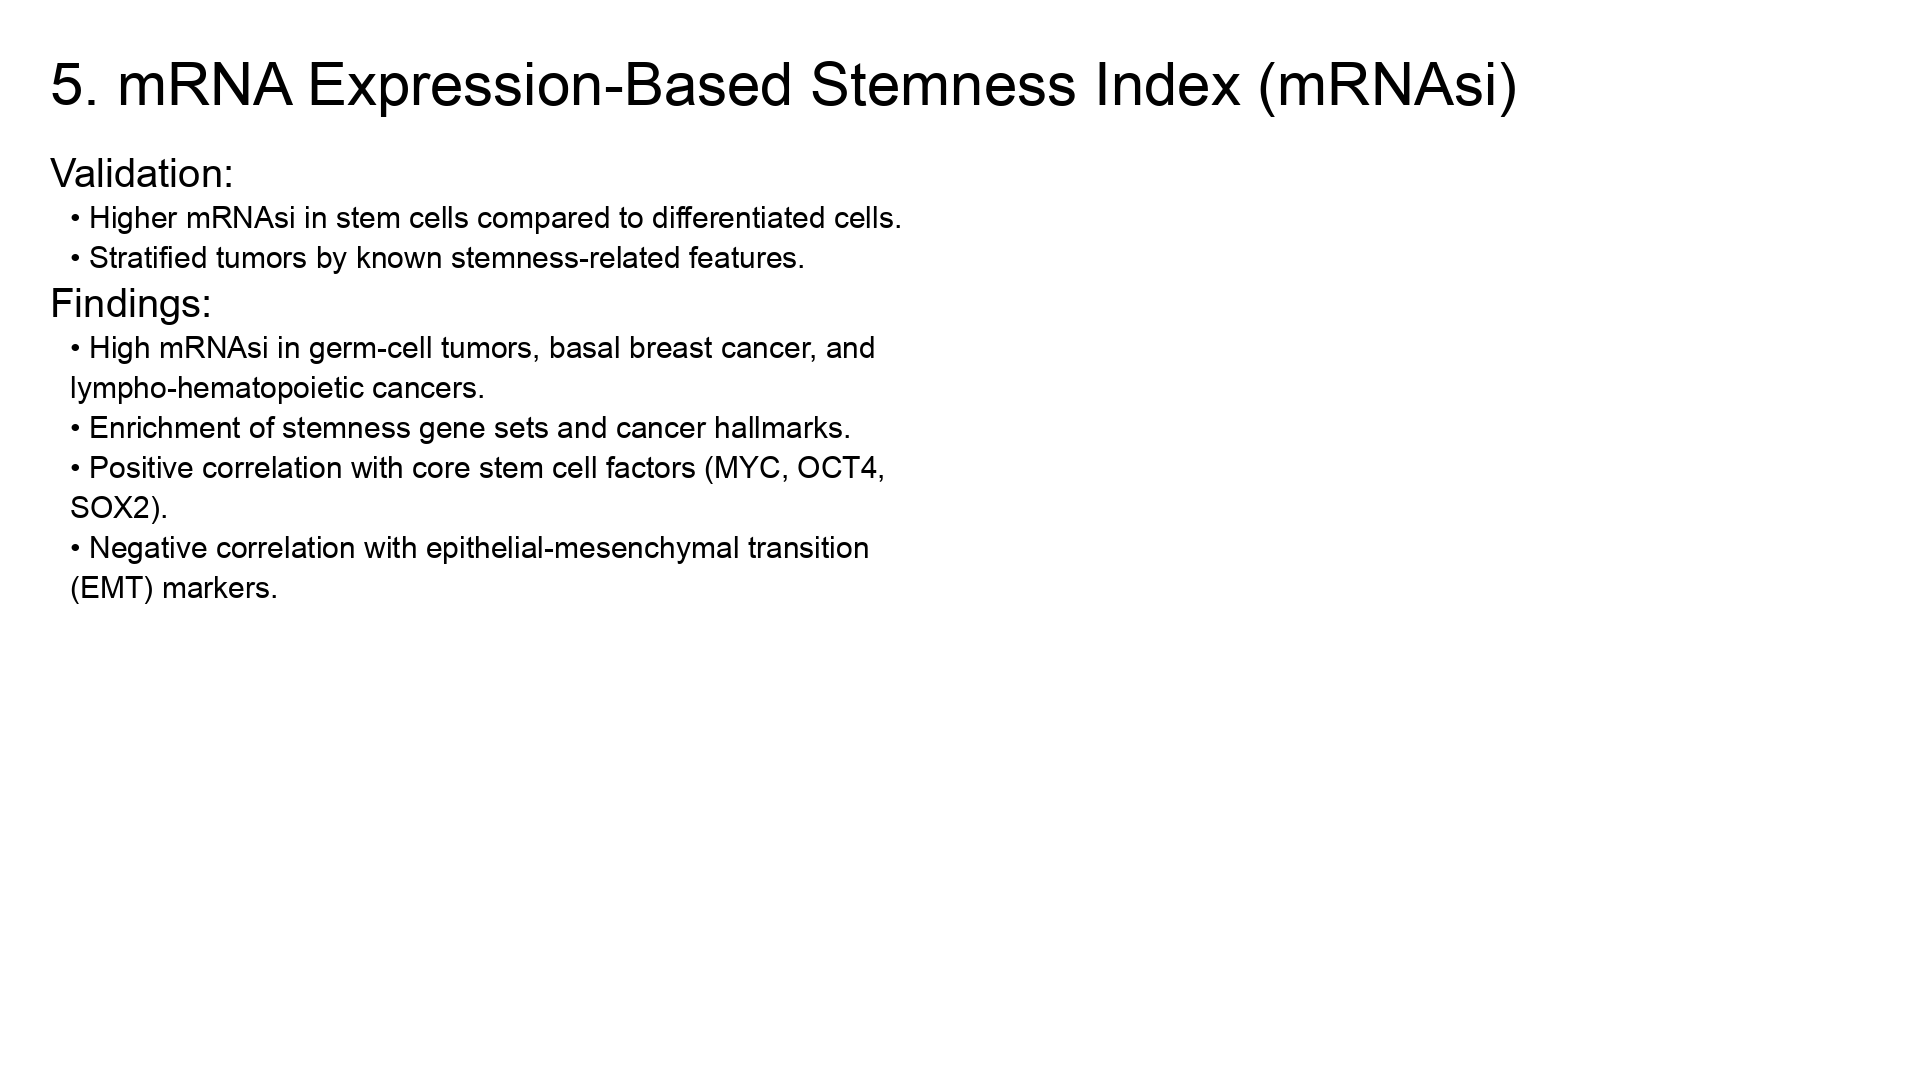 5. mRNA Expression-Based Stemness Index (mRNAsi)
Validation:
• Higher mRNAsi in stem cells compared to differentiated cells.
• Stratified tumors by known stemness-related features.
Findings:
• High mRNAsi in germ-cell tumors, basal breast cancer, and
lympho-hematopoietic cancers.
• Enrichment of stemness gene sets and cancer hallmarks.
• Positive correlation with core stem cell factors (MYC, OCT4,
SOX2).
• Negative correlation with epithelial-mesenchymal transition
(EMT) markers.